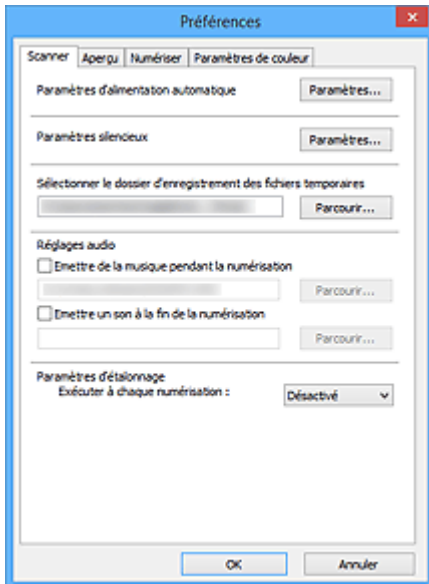 Préférences
Scanner Aperçu Numériser Paramètres de couleur
Paramètres d'alimentation automatique Paramètres...
Paramètres silencieux Paramètres...
Sélectionner le dossier d'enregistrement des fichiers temporaires
Parcourir...
Réglages audio
Emettre de la musique pendant la numérisation
Parcourir...
Emettre un son à la fin de la numérisation
Parcourir...
Paramètres d'étalonnage
Exécuter à chaque numérisation : Désactivé
OK Annuler